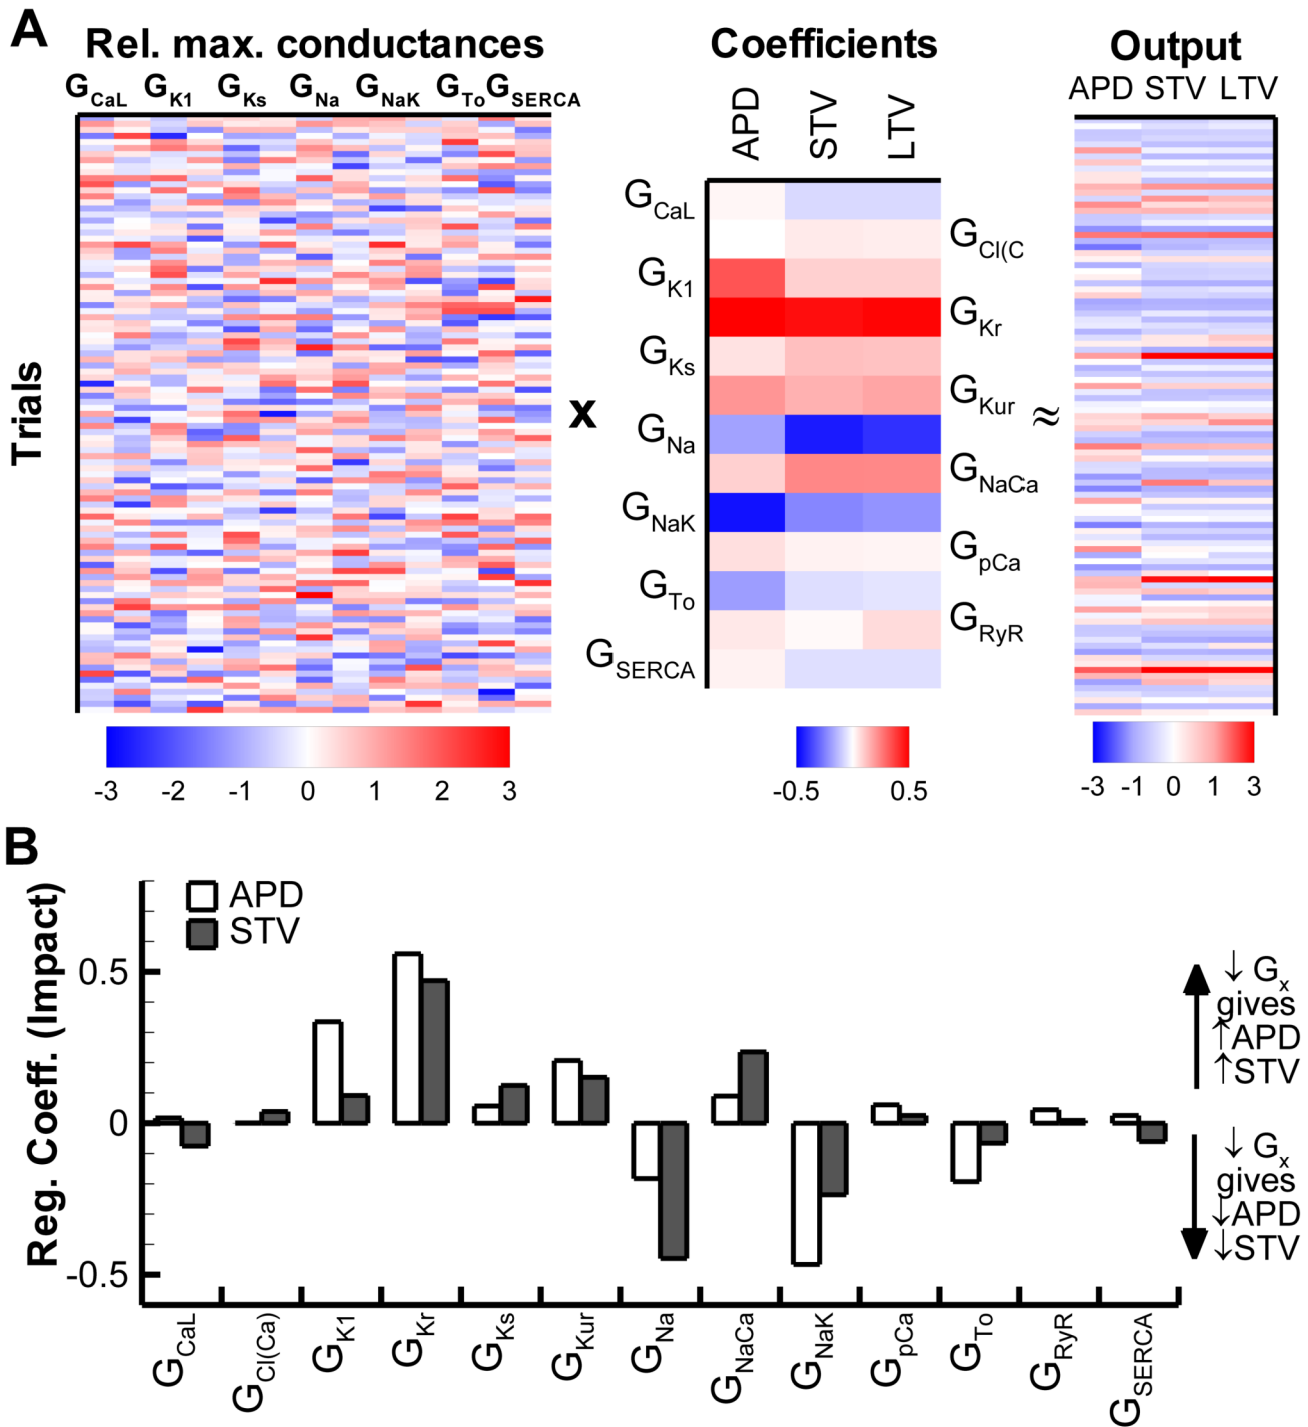 A
Rel. max. conductances
Coefficients
Output
GCaL GK1 GKs GNa GNaK GTo GSERCA
APD STV LTV
APD STV LTV
Trials
x
≈
GCaL
GCl(C
GK1
GKr
GKs
GKur
GNa
GNaCa
GNaK
GpCa
GTo
GRyR
GSERCA
-3 -2 -1 0 1 2 3
-0.5 0.5
-3 -1 0 1 3
B
Reg. Coeff. (Impact)
APD
STV
0.5
0
-0.5
↓ Gx
gives
↑APD
↑STV
↓ Gx
gives
↓APD
↓STV
GCaL GCl(Ca) GK1 GKr GKs GKur GNa GNaCa GNaK GpCa GTo GRyR GSERCA